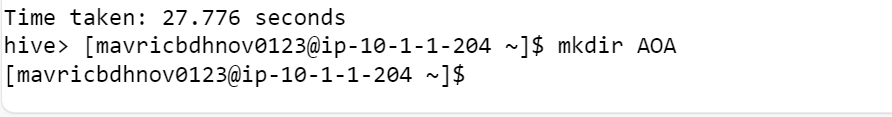 Time taken: 27.776 seconds
hive> [mavricbdhnov0123@ip-10-1-1-204 ~]$ mkdir AOA
[mavricbdhnov0123@ip-10-1-1-204 ~]$